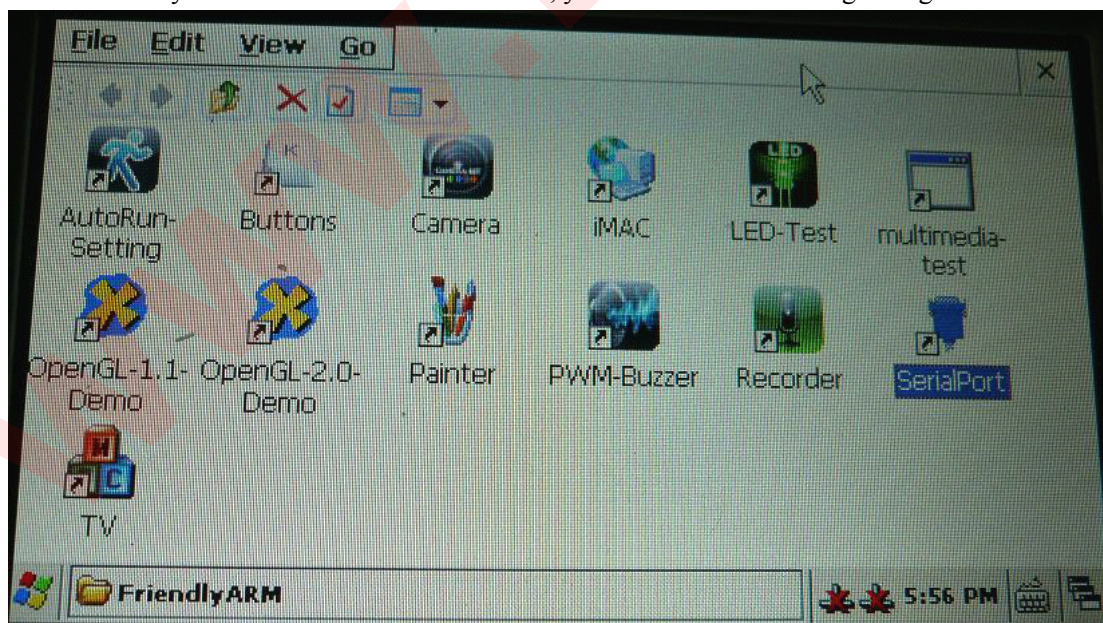 File Edit View Go
AutoRun-
Setting
Buttons
Camera
iMAC
LED
LED-Test
multimedia-
test
OpenGL-1.1-
Demo
OpenGL-2.0-
Demo
Painter
PWM-Buzzer
Recorder
SerialPort
TV
FriendlyARM
5:56 PM